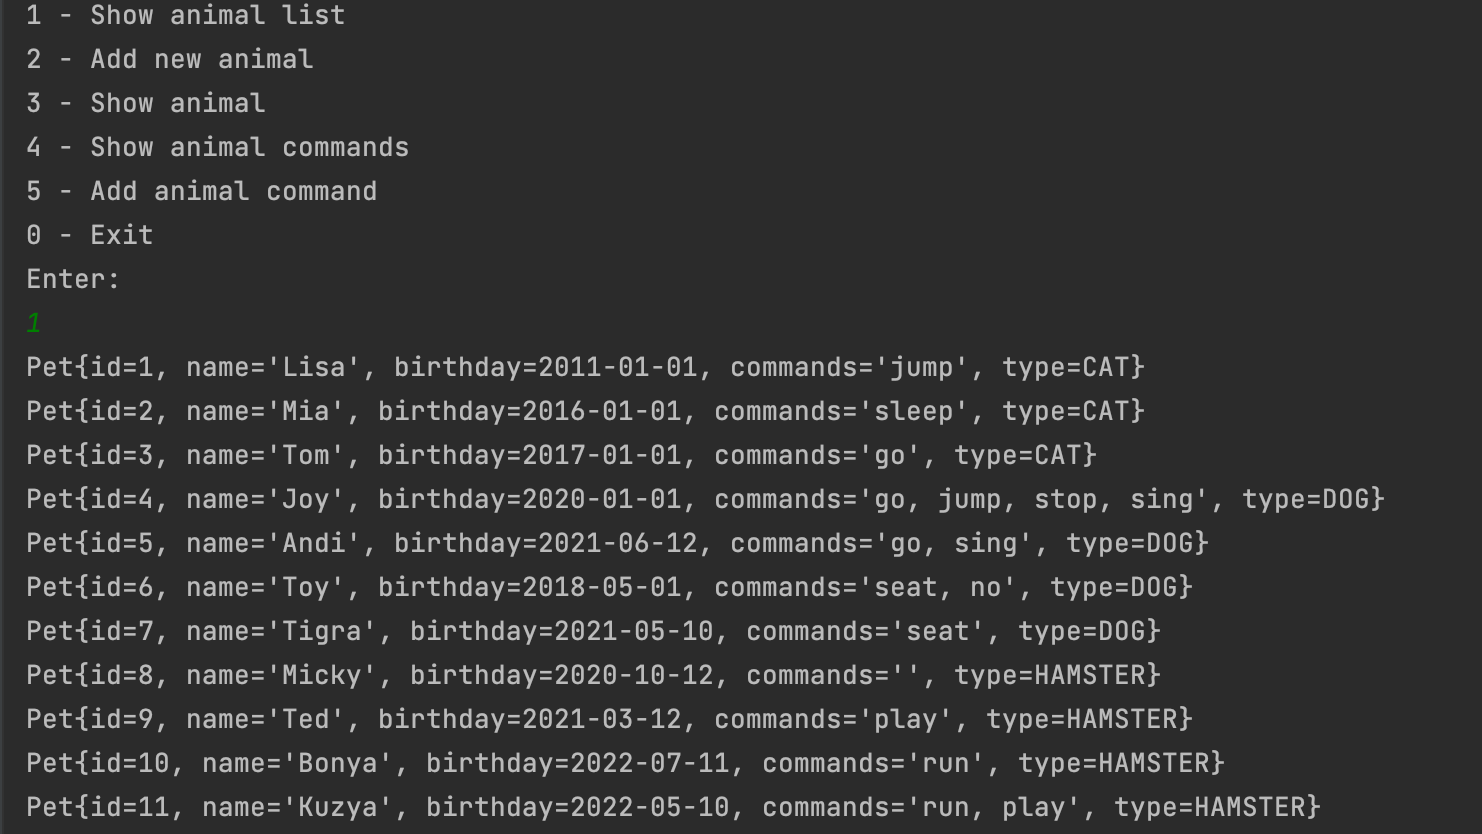 1 - Show animal list
2 - Add new animal
3 - Show animal
4 - Show animal commands
5 - Add animal command
0 - Exit
Enter:
1
Pet{id=1, name='Lisa', birthday=2011-01-01, commands='jump', type=CAT}
Pet{id=2, name='Mia', birthday=2016-01-01, commands='sleep', type=CAT}
Pet{id=3, name='Tom', birthday=2017-01-01, commands='go', type=CAT}
Pet{id=4, name='Joy', birthday=2020-01-01, commands='go, jump, stop, sing', type=DOG}
Pet{id=5, name='Andi', birthday=2021-06-12, commands='go, sing', type=DOG}
Pet{id=6, name='Toy', birthday=2018-05-01, commands='seat, no', type=DOG}
Pet{id=7, name='Tigra', birthday=2021-05-10, commands='seat', type=DOG}
Pet{id=8, name='Micky', birthday=2020-10-12, commands='', type=HAMSTER}
Pet{id=9, name='Ted', birthday=2021-03-12, commands='play', type=HAMSTER}
Pet{id=10, name='Bonya', birthday=2022-07-11, commands='run', type=HAMSTER}
Pet{id=11, name='Kuzya', birthday=2022-05-10, commands='run, play', type=HAMSTER}